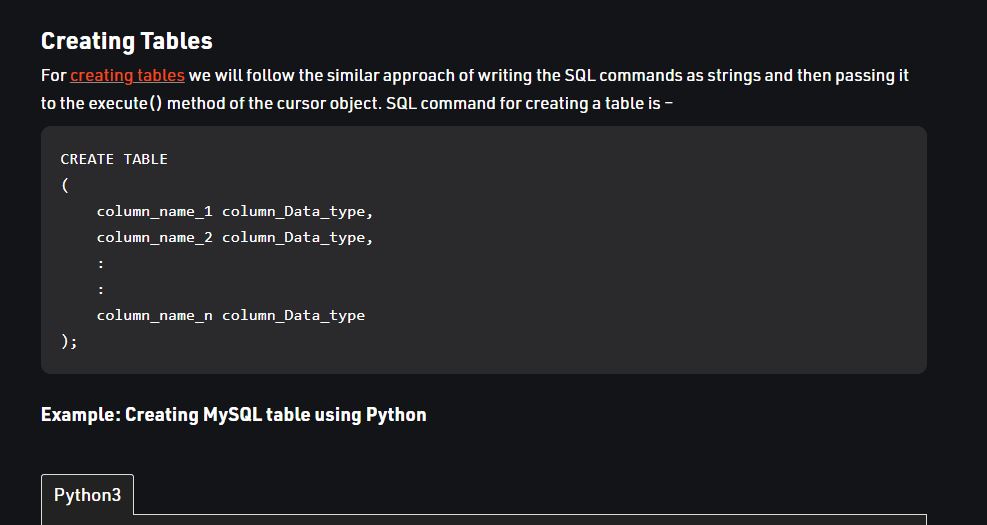 Creating Tables
For creating tables we will follow the similar approach of writing the SQL commands as strings and then passing it
to the execute() method of the cursor object. SQL command for creating a table is –
CREATE TABLE
(
    column_name_1 column_Data_type,
    column_name_2 column_Data_type,
    :
    :
    column_name_n column_Data_type
);
Example: Creating MySQL table using Python
Python3